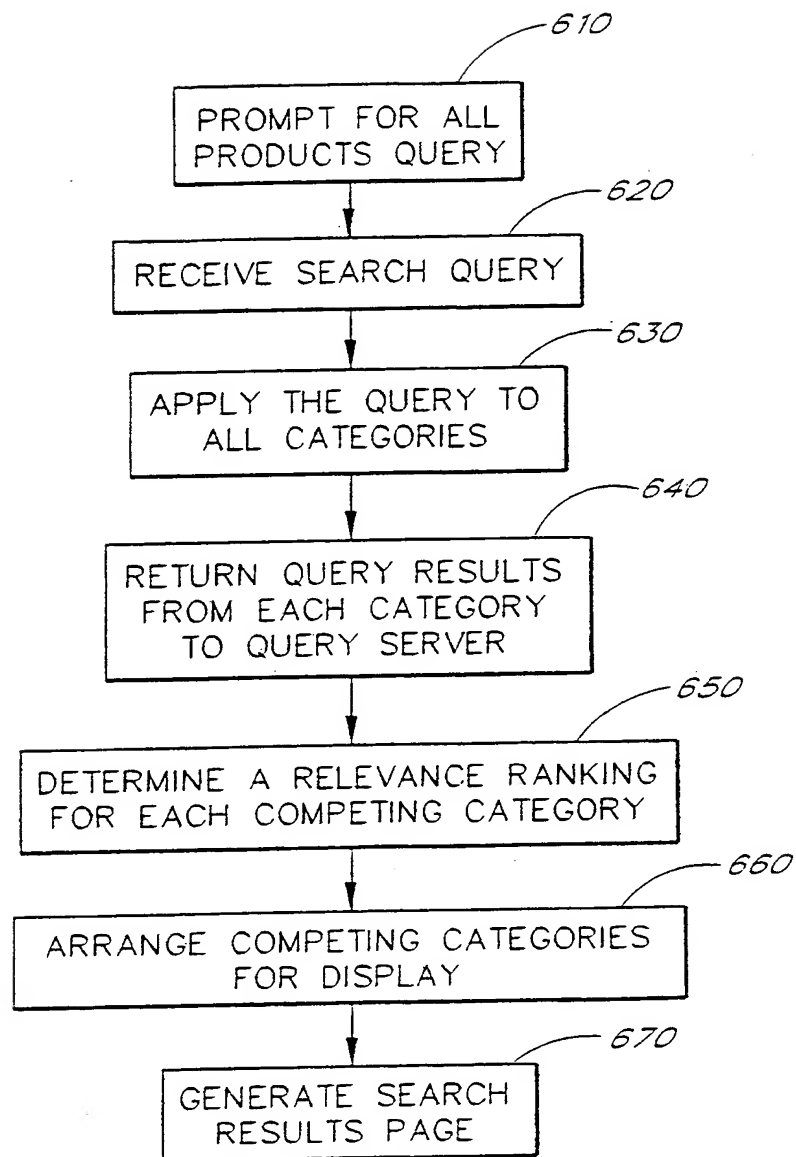 610
PROMPT FOR ALL
PRODUCTS QUERY
620
RECEIVE SEARCH QUERY
630
APPLY THE QUERY TO
ALL CATEGORIES
640
RETURN QUERY RESULTS
FROM EACH CATEGORY
TO QUERY SERVER
650
DETERMINE A RELEVANCE RANKING
FOR EACH COMPETING CATEGORY
660
ARRANGE COMPETING CATEGORIES
FOR DISPLAY
670
GENERATE SEARCH
RESULTS PAGE